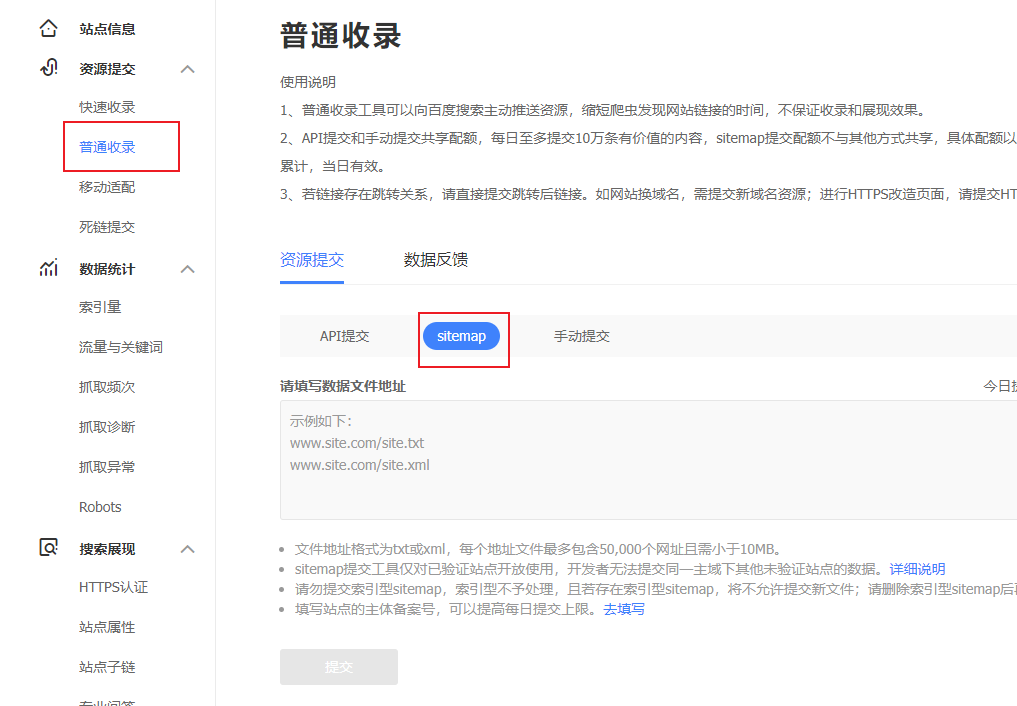 站点信息
资源提交
快速收录
普通收录
移动适配
死链提交
数据统计
索引量
流量与关键词
抓取频次
抓取诊断
抓取异常
Robots
搜索展现
HTTPS认证
站点属性
站点子链
普通收录
使用说明
1、普通收录工具可以向百度搜索主动推送资源，缩短爬虫发现网站链接的时间，不保证收录和展现效果。
2、API提交和手动提交共享配额，每日至多提交10万条有价值的内容，sitemap提交配额不与其他方式共享，具体配额以
累计，当日有效。
3、若链接存在跳转关系，请直接提交跳转后链接。如网站换域名，需提交新域名资源；进行HTTPS改造页面，请提交HT
资源提交 数据反馈
API提交 sitemap 手动提交
请填写数据文件地址 今日
示例如下：
www.site.com/site.txt
www.site.com/site.xml
文件地址格式为txt或xml，每个地址文件最多包含50,000个网址且需小于10MB。
sitemap提交工具仅对已验证站点开放使用，开发者无法提交同一主域下其他未验证站点的数据。详细说明
请勿提交索引型sitemap，索引型不予处理，且若存在索引型sitemap，将不允许提交新文件；请删除索引型sitemap后
填写站点的主体备案号，可以提高每日提交上限。去填写
提交